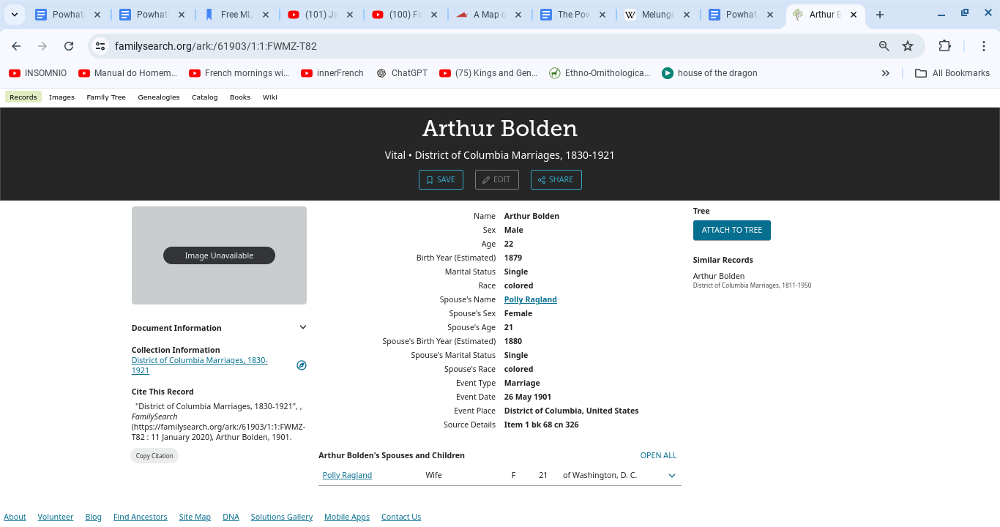 Powhat
Powhat
Free ML
(101) Ja
(100) Fi
A Map o
The Pow
Melunge
Powhat
Arthur B
familysearch.org/ark:/61903/1:1:FWMZ-T82
INSOMNIO
Manual do Homem...
French mornings wi...
innerFrench
ChatGPT
(75) Kings and Gen...
Ethno-Ornithologica...
house of the dragon
All Bookmarks
Records Images Family Tree Genealogies Catalog Books Wiki
Arthur Bolden
Vital • District of Columbia Marriages, 1830-1921
SAVE EDIT SHARE
Image Unavailable
Document Information
Collection Information
District of Columbia Marriages, 1830-
1921
Cite This Record
"District of Columbia Marriages, 1830-1921", ,
FamilySearch
(https://familysearch.org/ark:/61903/1:1:FWMZ-
T82 : 11 January 2020), Arthur Bolden, 1901.
Copy Citation
Name Arthur Bolden
Sex Male
Age 22
Birth Year (Estimated) 1879
Marital Status Single
Race colored
Spouse's Name Polly Ragland
Spouse's Sex Female
Spouse's Age 21
Spouse's Birth Year (Estimated) 1880
Spouse's Marital Status Single
Spouse's Race colored
Event Type Marriage
Event Date 26 May 1901
Event Place District of Columbia, United States
Source Details Item 1 bk 68 cn 326
Arthur Bolden's Spouses and Children OPEN ALL
Polly Ragland Wife F 21 of Washington, D. C.
Tree
ATTACH TO TREE
Similar Records
Arthur Bolden
District of Columbia Marriages, 1811-1950
About Volunteer Blog Find Ancestors Site Map DNA Solutions Gallery Mobile Apps Contact Us